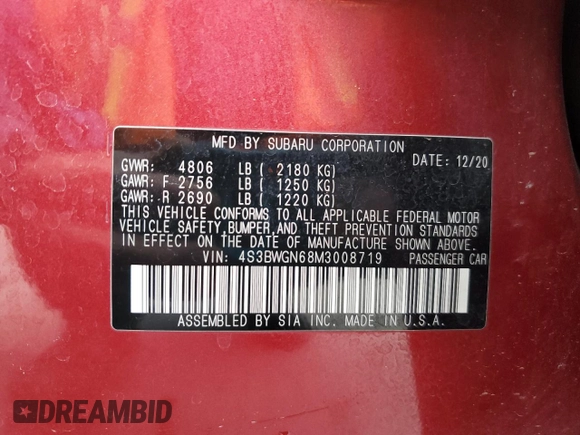 MFD BY SUBARU CORPORATION
GVWR: 4806 LB ( 2180 KG) DATE: 12/20
GAWR: F 2756 LB ( 1250 KG)
GAWR: R 2690 LB ( 1220 KG)
THIS VEHICLE CONFORMS TO ALL APPLICABLE FEDERAL MOTOR
VEHICLE SAFETY, BUMPER, AND THEFT PREVENTION STANDARDS
IN EFFECT ON THE DATE OF MANUFACTURE SHOWN ABOVE.
VIN: 4S3BWGN68M3008719 PASSENGER CAR
ASSEMBLED BY SIA INC. MADE IN U.S.A.
DREAMBID